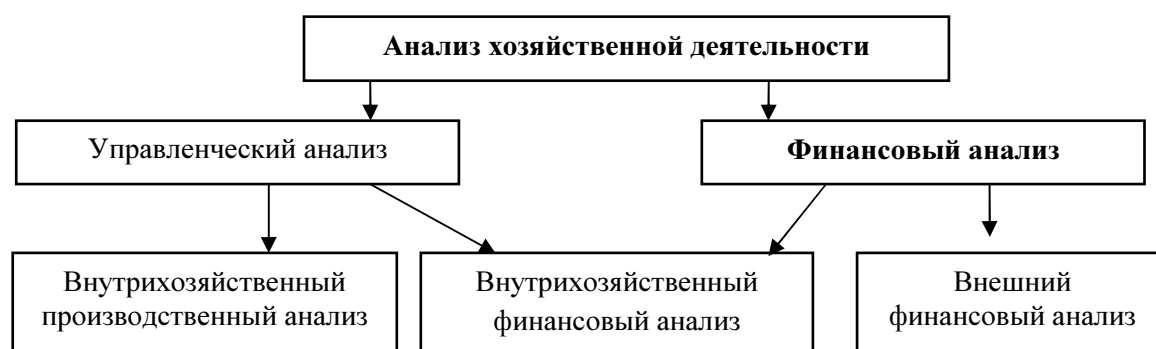 Анализ хозяйственной деятельности
Управленческий анализ
Финансовый анализ
Внутрихозяйственный
производственный анализ
Внутрихозяйственный
финансовый анализ
Внешний
финансовый анализ